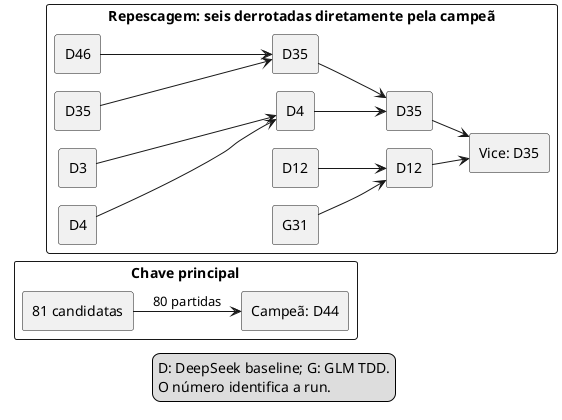 Repescagem: seis derrotadas diretamente pela campeã
D46
D35
D35
D4
D35
D3
D12
D12
Vice: D35
D4
G31
Chave principal
81 candidatas
80 partidas
Campeã: D44
D: DeepSeek baseline; G: GLM TDD.
O número identifica a run.